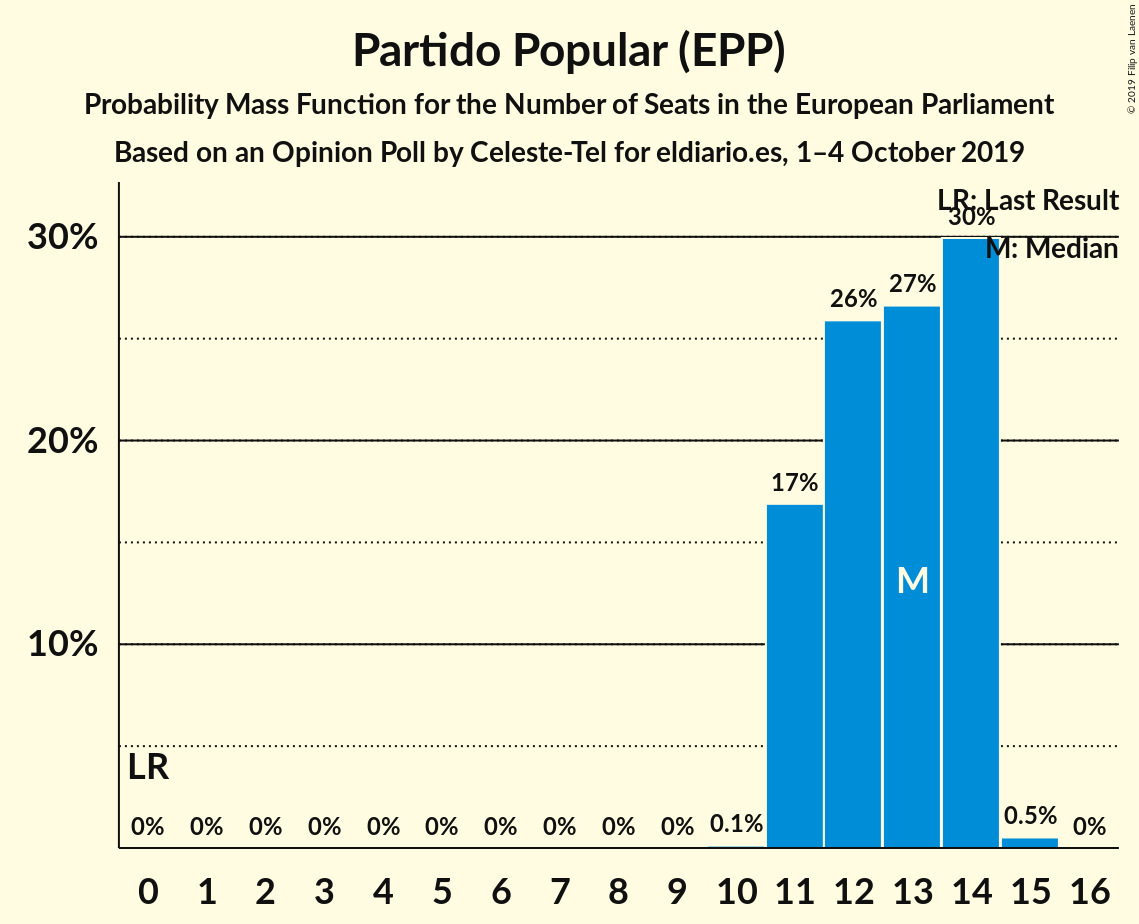 Partido Popular (EPP)
Probability Mass Function for the Number of Seats in the European Parliament
Based on an Opinion Poll by Celeste-Tel for eldiario.es, 1–4 October 2019
© 2019 Filip van Laenen
LR: Last Result
M: Median
30%
20%
10%
LR
0% 0% 0% 0% 0% 0% 0% 0% 0% 0% 0.1% 17% 26% 27% 30% 0.5% 0%
M
0 1 2 3 4 5 6 7 8 9 10 11 12 13 14 15 16